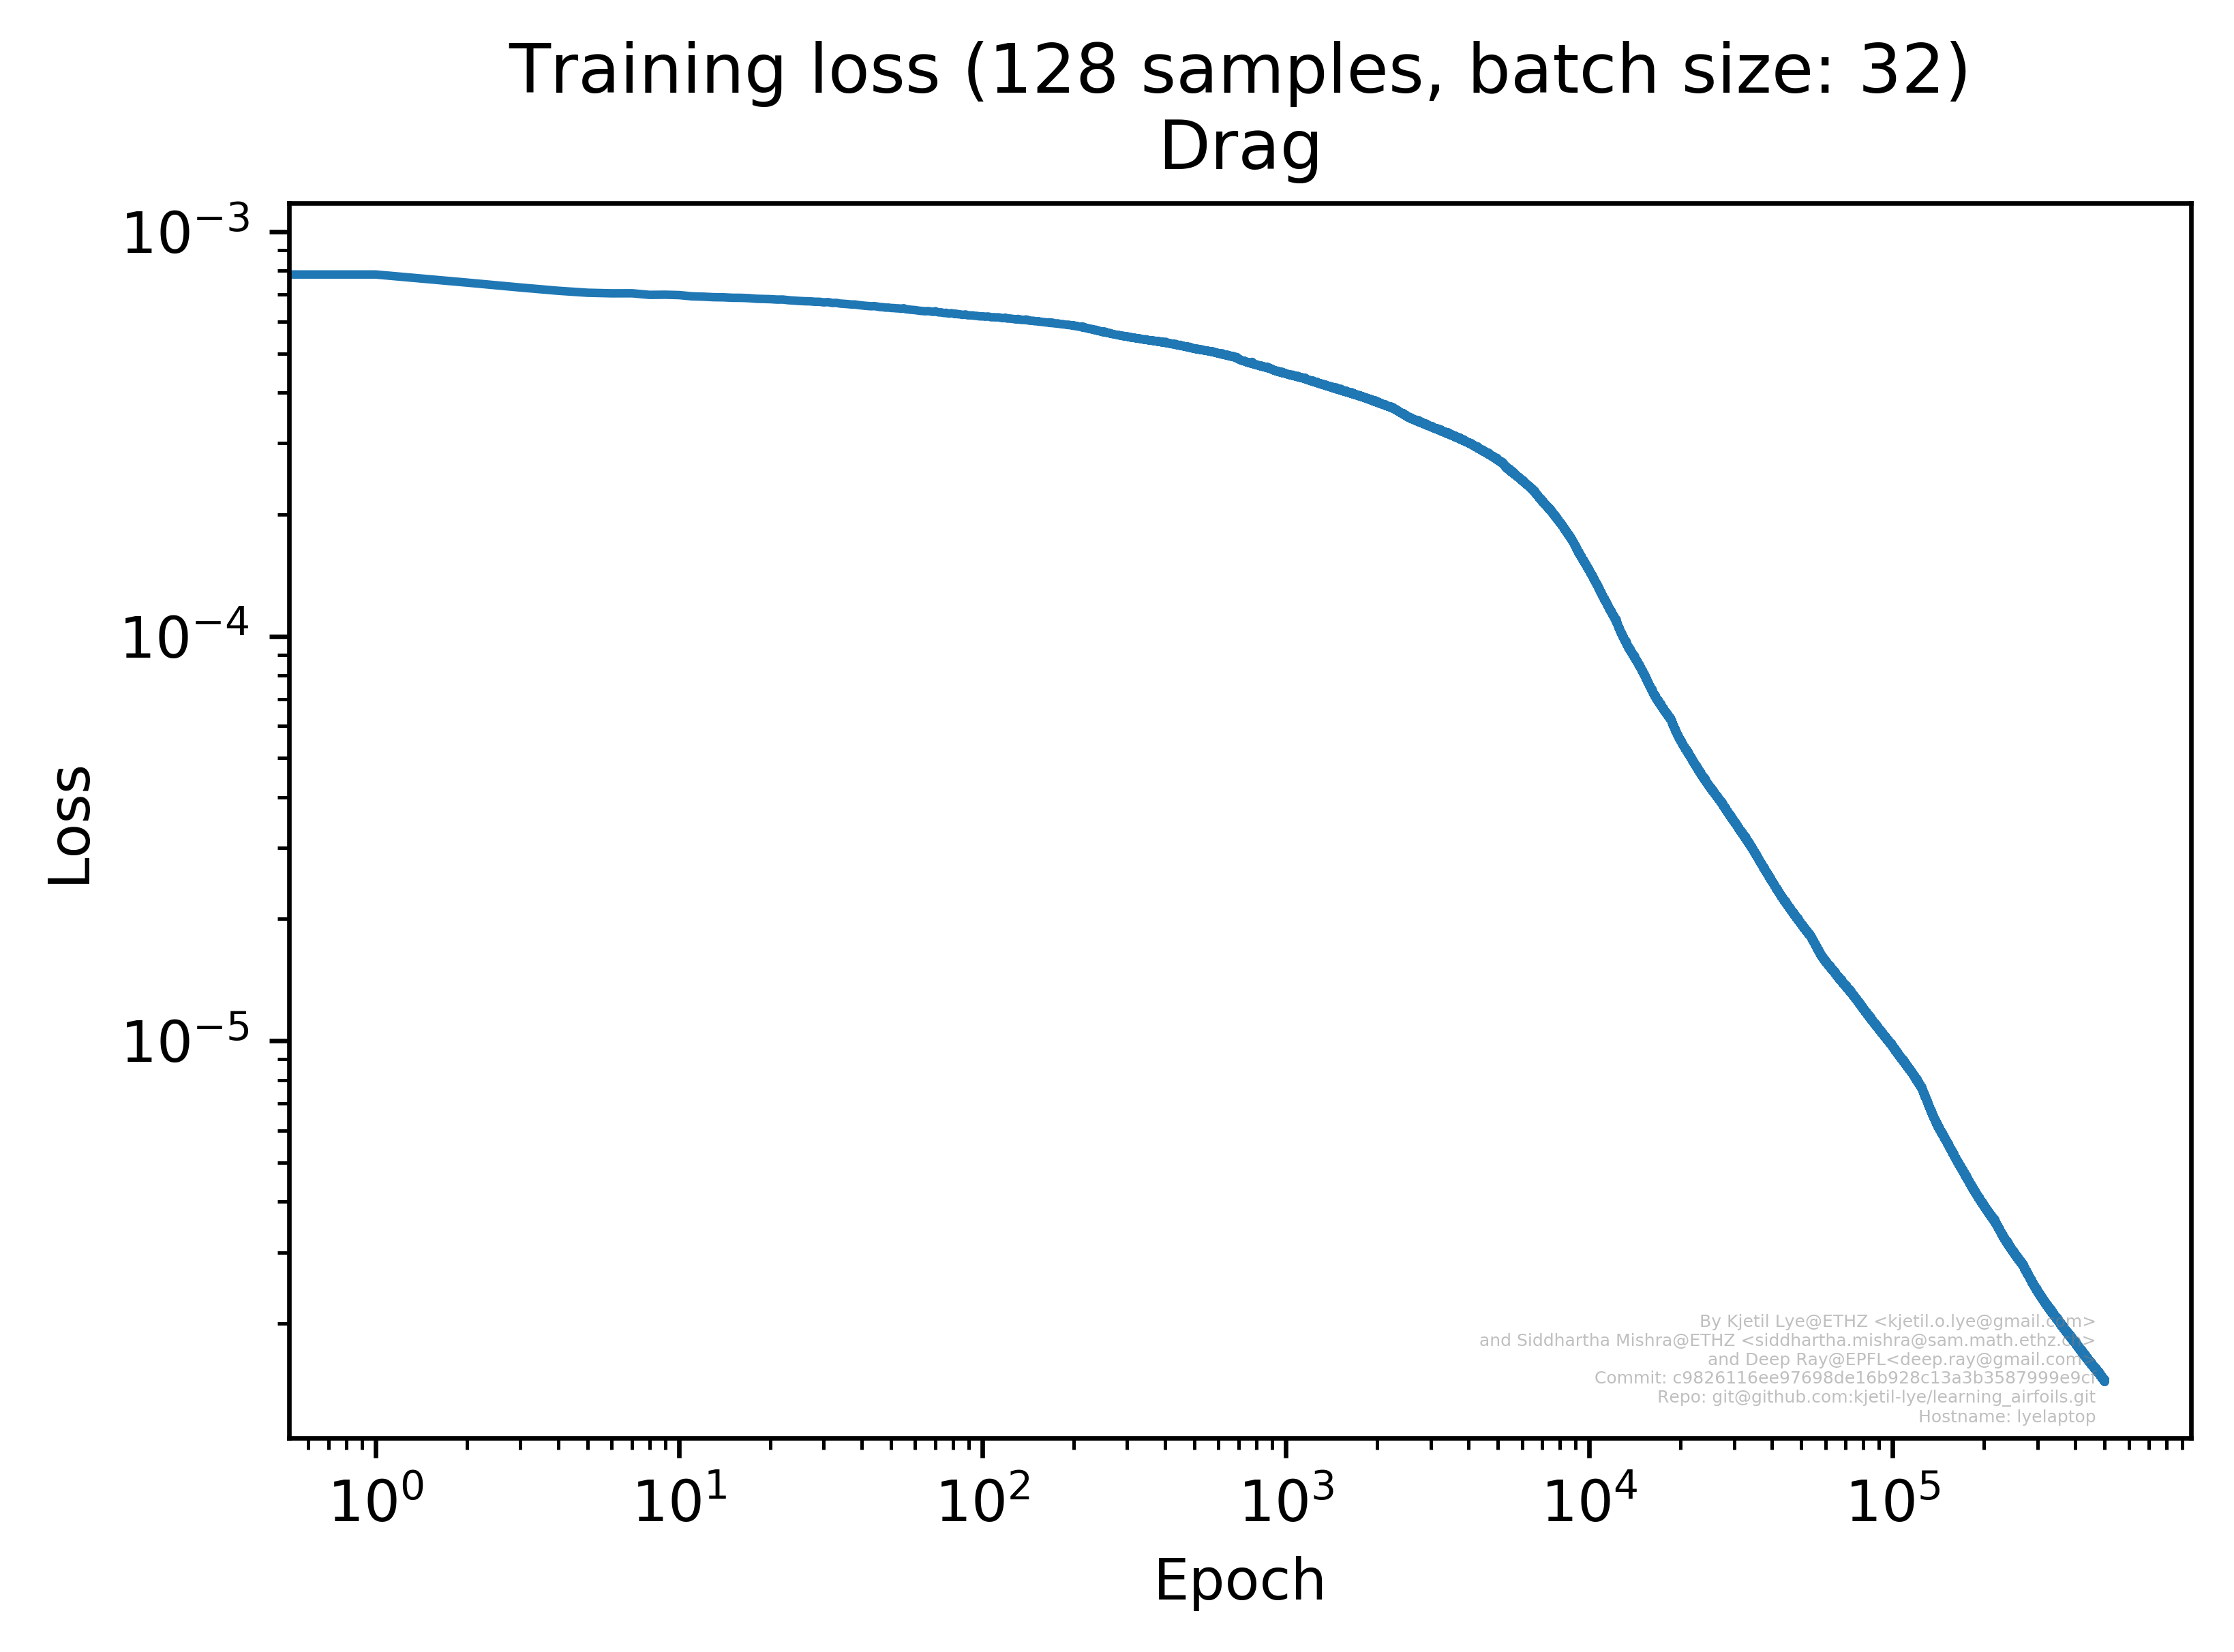 Training loss (128 samples, batch size: 32)
Drag
10⁻³
10⁻⁴
10⁻⁵
Loss
10⁰ 10¹ 10² 10³ 10⁴ 10⁵
Epoch
By Kjetil Lye@ETHZ <kjetil.o.lye@gmail.com>
and Siddhartha Mishra@ETHZ <siddhartha.mishra@sam.math.ethz.ch>
and Deep Ray@EPFL<deep.ray@gmail.com>
Commit: c9826116ee97698de16b928c13a3b3587999e9cf
Repo: git@github.com:kjetil-lye/learning_airfoils.git
Hostname: lyelaptop